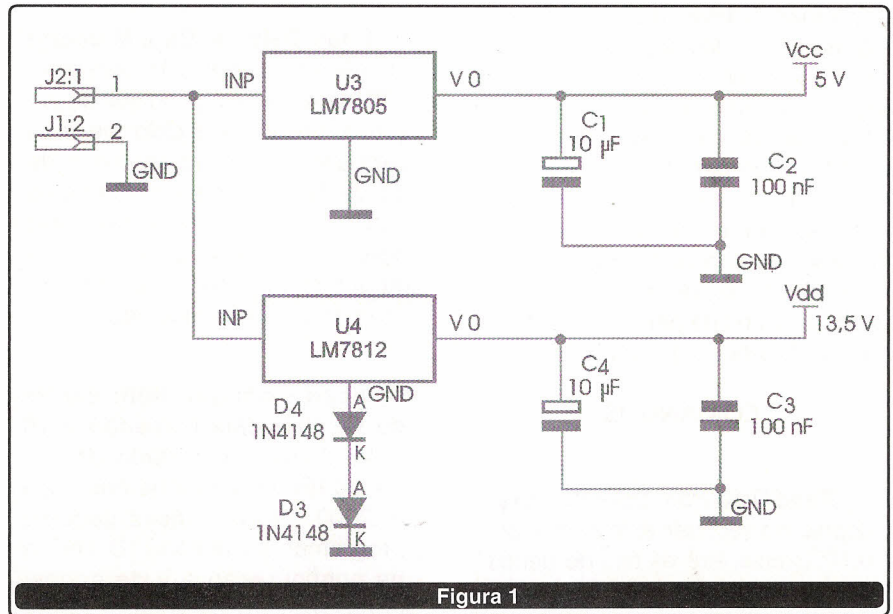 J2:1
1
INP
U3
LM7805
V0
Vcc
5 V
J1:2
2
GND
GND
C1
10 µF
C2
100 nF
GND
INP
U4
LM7812
V0
Vdd
13,5 V
GND
C4
10 µF
C3
100 nF
D4
1N4148
A
K
D3
1N4148
A
K
GND
Figura 1